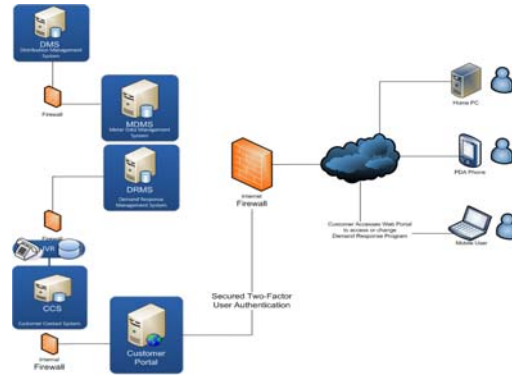 DMS
Distribution Management
System
Firewall
MDMS
Meter Data Management
System
DRMS
Demand Response
Management System
IVR
CCS
Customer Contact System
Internal
Firewall
Customer
Portal
Secured Two-Factor
User Authentication
Internet
Firewall
Customer Accesses Web Portal
to access or change
Demand Response Program
Home PC
PDA Phone
Mobile User